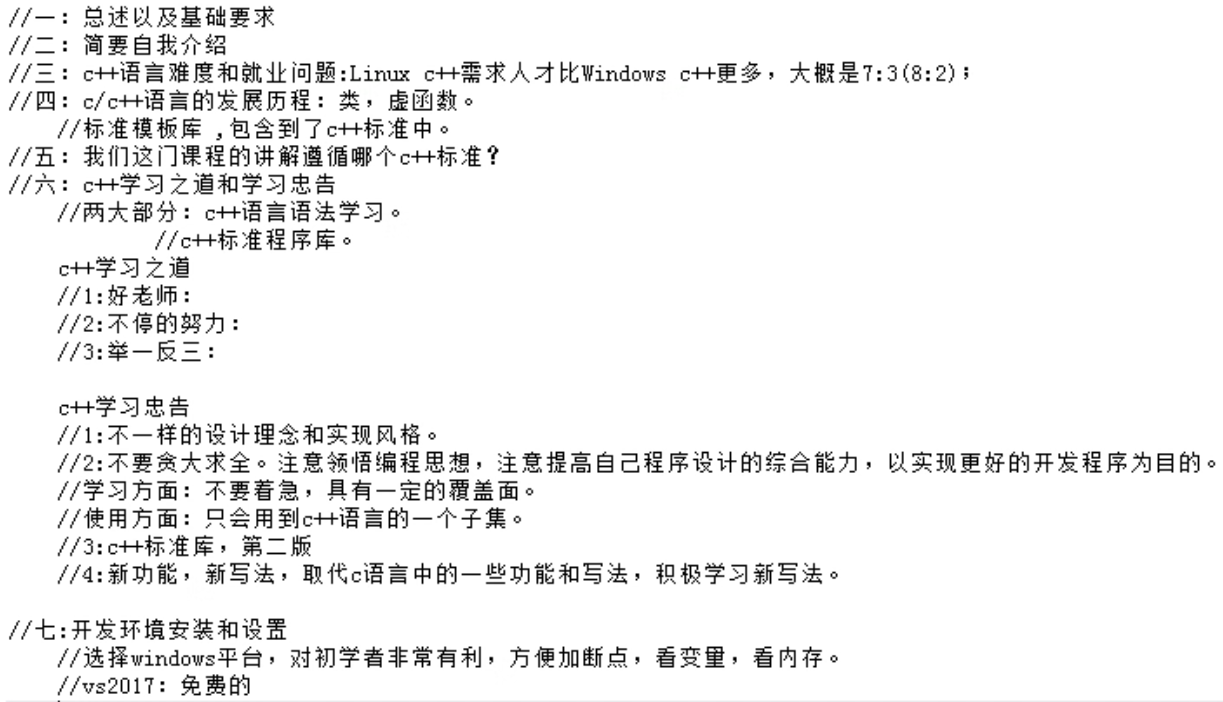 //一: 总述以及基础要求
//二: 简要自我介绍
//三: c++语言难度和就业问题:Linux c++需求人才比Windows c++更多，大概是7:3(8:2)；
//四: c/c++语言的发展历程: 类，虚函数。
//标准模板库 ,包含到了c++标准中。
//五: 我们这门课程的讲解遵循哪个c++标准?
//六: c++学习之道和学习忠告
//两大部分: c++语言语法学习。
//c++标准程序库。
c++学习之道
//1:好老师:
//2:不停的努力:
//3:举一反三:
c++学习忠告
//1:不一样的设计理念和实现风格。
//2:不要贪大求全。注意领悟编程思想，注意提高自己程序设计的综合能力，以实现更好的开发程序为目的。
//学习方面: 不要着急，具有一定的覆盖面。
//使用方面: 只会用到c++语言的一个子集。
//3:c++标准库，第二版
//4:新功能，新写法，取代c语言中的一些功能和写法，积极学习新写法。
//七:开发环境安装和设置
//选择windows平台，对初学者非常有利，方便加断点，看变量，看内存。
//vs2017: 免费的